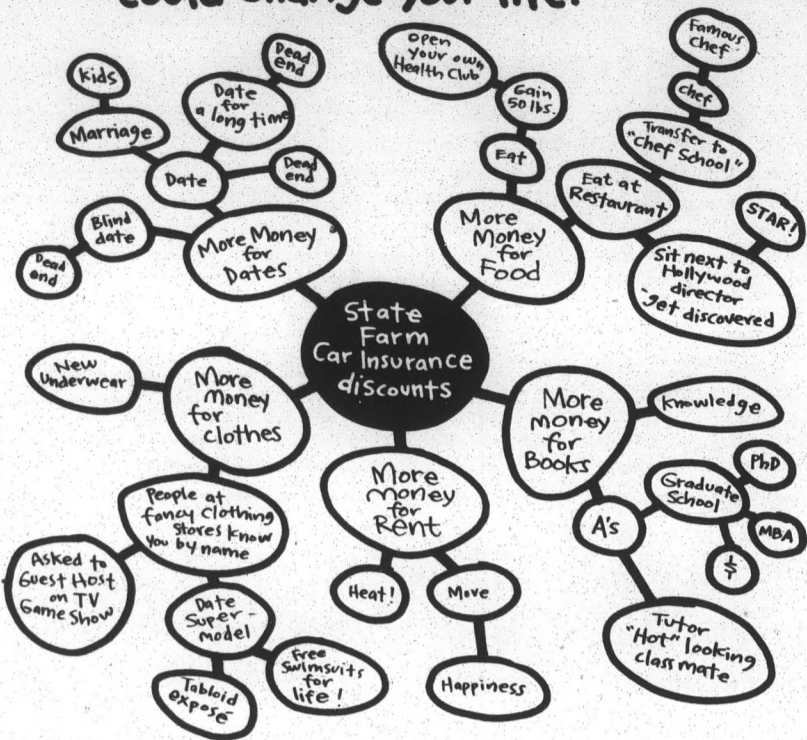 could change your life!
Dead
end
Kids
Date
for
a long time
Marriage
Date
Dead
end
Blind
date
Dead
end
More Money
for
Dates
Open
Your own
Health Club
Gain
50 lbs.
Eat
More
Money
for
Food
Eat at
Restaurant
Famous
chef
chef
Transfer to
"Chef School"
STAR!
Sit next to
Hollywood
director
-get discovered
State
Farm
Car Insurance
discounts
New
Underwear
More
money
for
clothes
People at
fancy clothing
stores know
you by name
Asked to
Guest Host
on TV
Game Show
Date
Super-
model
Tabloid
exposé
Free
Swimsuits
for
life!
More
money
for
Rent
Heat!
Move
Happiness
More
money
for
Books
Knowledge
A's
Graduate
School
PhD
MBA
$
Tutor
"Hot" looking
classmate